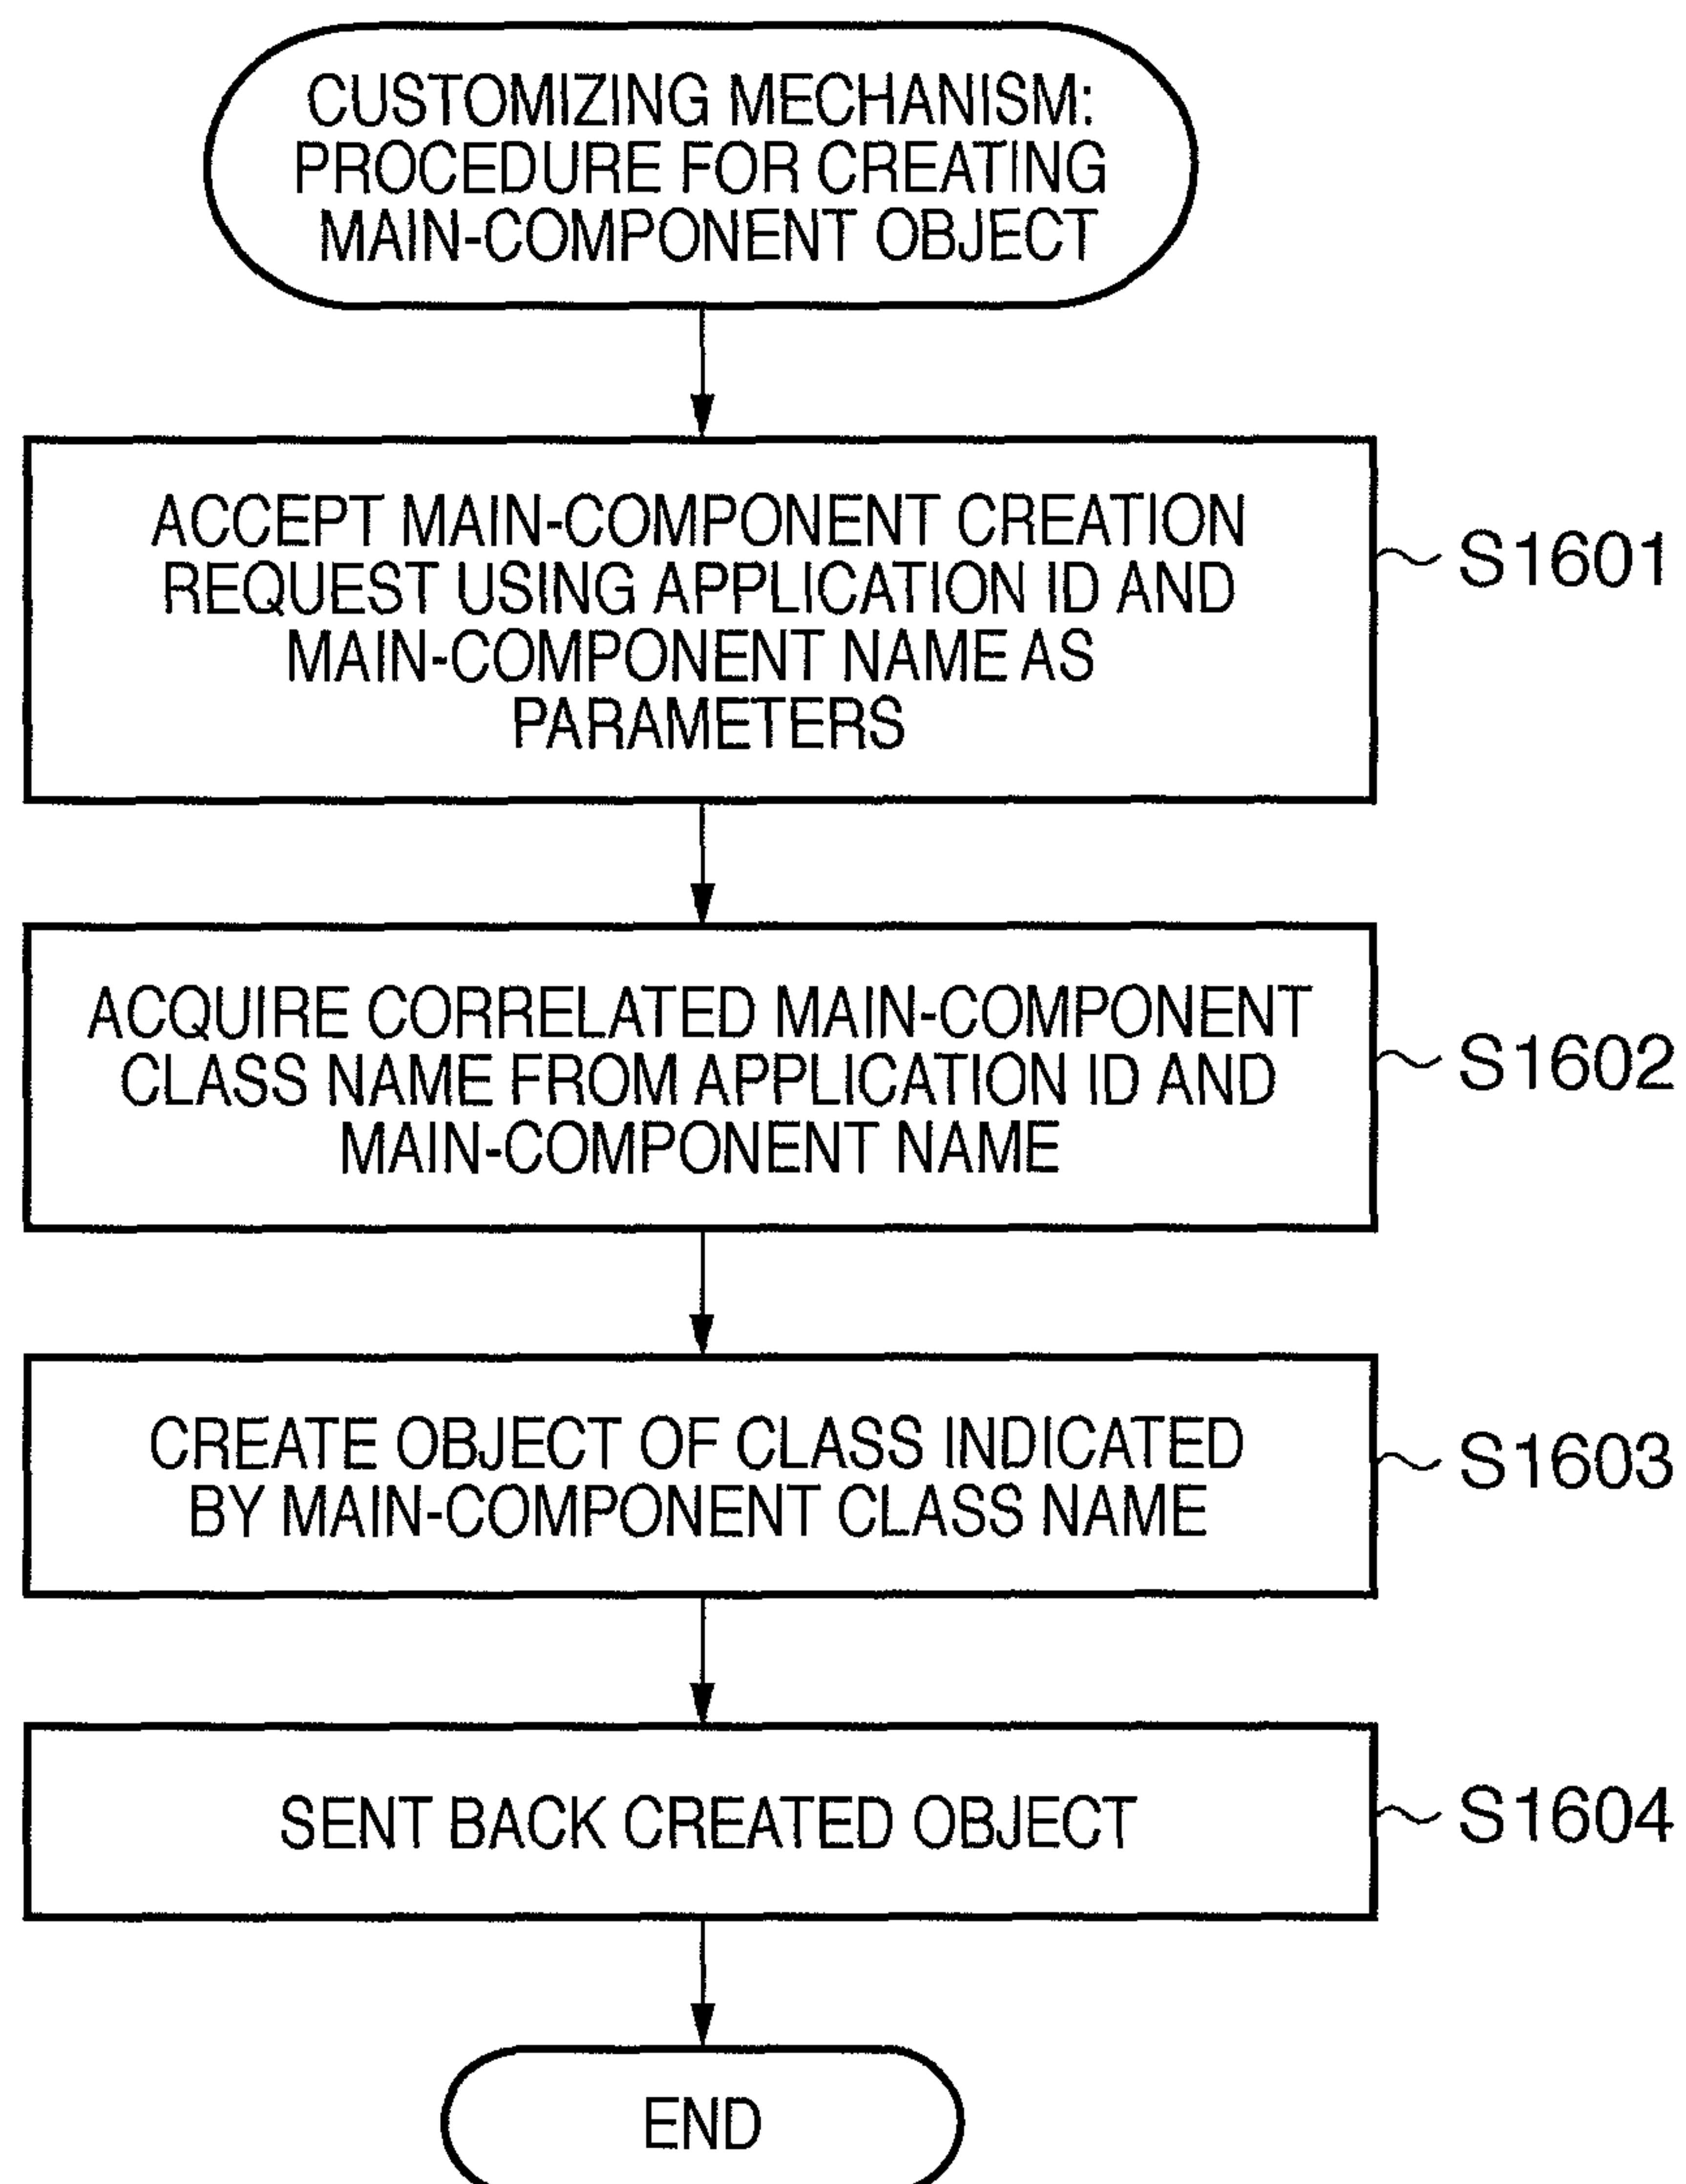 CUSTOMIZING MECHANISM:
PROCEDURE FOR CREATING
MAIN-COMPONENT OBJECT
ACCEPT MAIN-COMPONENT CREATION
REQUEST USING APPLICATION ID AND
MAIN-COMPONENT NAME AS
PARAMETERS
S1601
ACQUIRE CORRELATED MAIN-COMPONENT
CLASS NAME FROM APPLICATION ID AND
MAIN-COMPONENT NAME
S1602
CREATE OBJECT OF CLASS INDICATED
BY MAIN-COMPONENT CLASS NAME
S1603
SENT BACK CREATED OBJECT
S1604
END